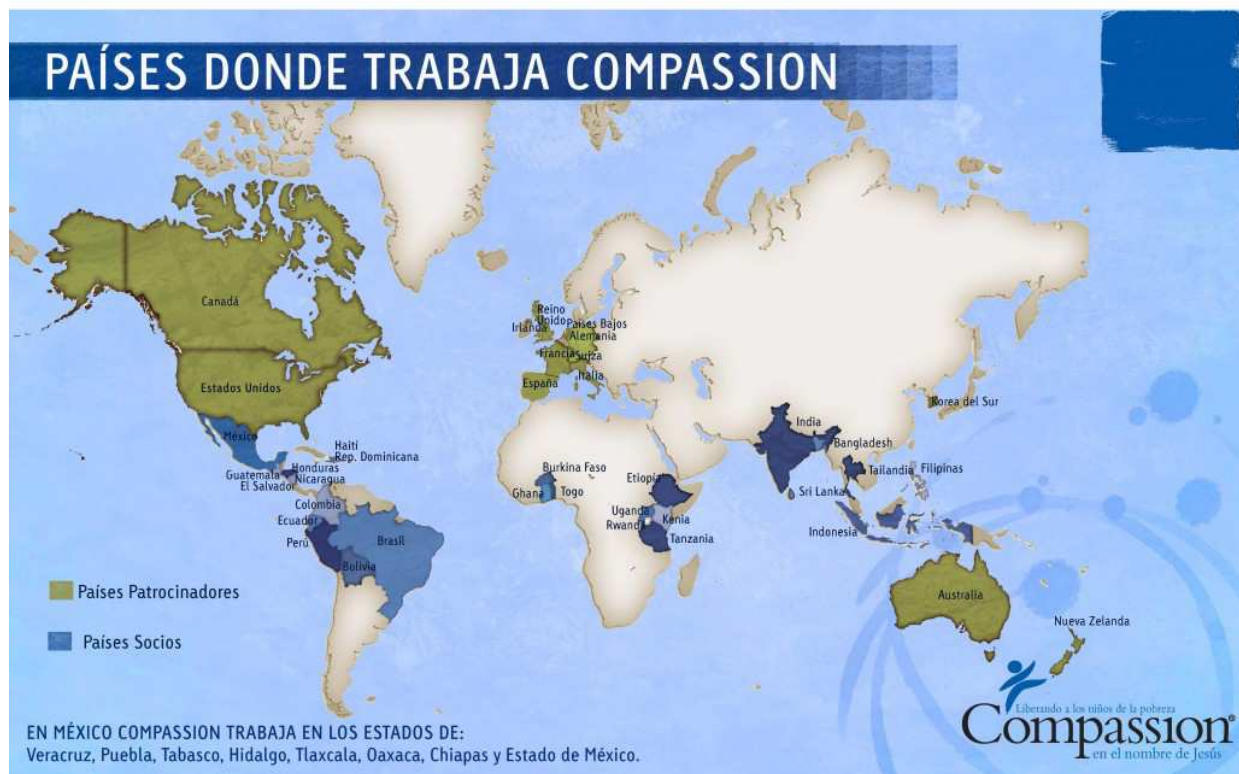 PAÍSES DONDE TRABAJA COMPASSION
Canadá
Estados Unidos
México
Haití
Rep. Dominicana
Guatemala
Honduras
El Salvador
Nicaragua
Colombia
Ecuador
Perú
Brasil
Bolivia
Reino
Unido
Irlanda
Países Bajos
Alemania
Francia
Suiza
España
Italia
Burkina Faso
Ghana
Togo
Etiopía
Uganda
Rwanda
Kenia
Tanzania
India
Bangladesh
Tailandia
Filipinas
Sri Lanka
Indonesia
Korea del Sur
Australia
Nueva Zelanda
Países Patrocinadores
Países Socios
EN MÉXICO COMPASSION TRABAJA EN LOS ESTADOS DE:
Veracruz, Puebla, Tabasco, Hidalgo, Tlaxcala, Oaxaca, Chiapas y Estado de México.
Liberando a los niños de la pobreza
Compassion®
en el nombre de Jesús